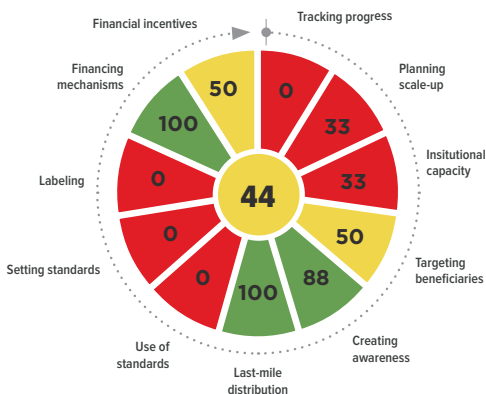 Tracking progress
0
Planning
scale-up
33
Insitutional
capacity
33
Targeting
beneficiaries
50
Creating
awareness
88
Last-mile
distribution
100
Use of
standards
0
Setting standards
0
Labeling
0
Financing
mechanisms
100
Financial incentives
50
44